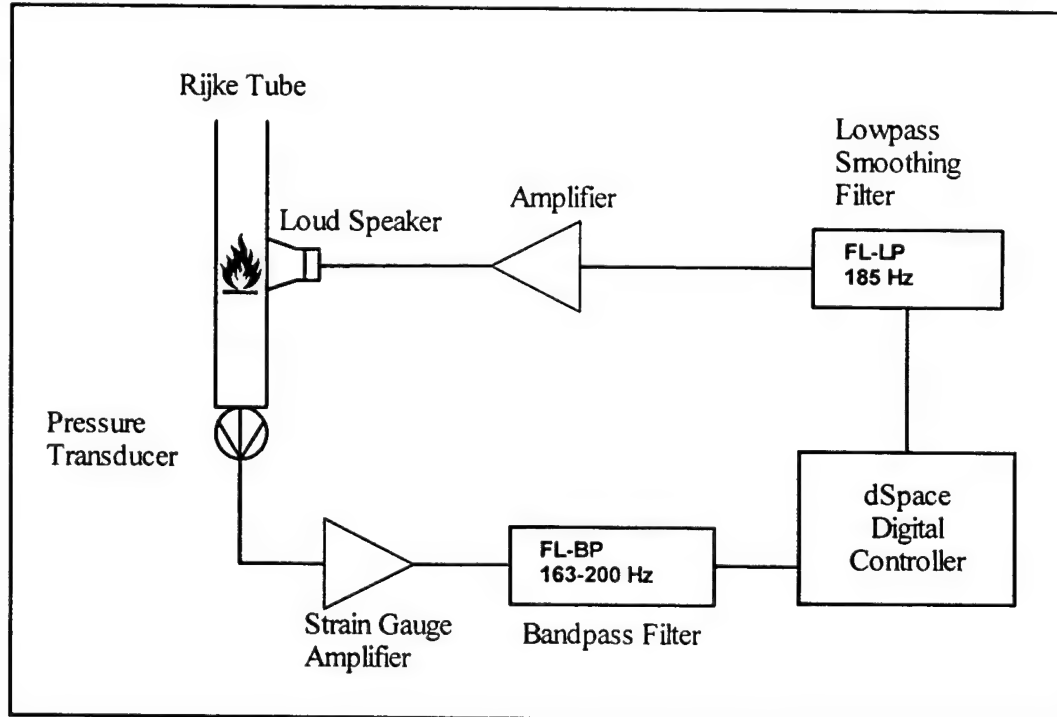 Rijke Tube
Loud Speaker
Amplifier
Lowpass
Smoothing
Filter
FL-LP
185 Hz
Pressure
Transducer
Strain Gauge
Amplifier
FL-BP
163-200 Hz
Bandpass Filter
dSpace
Digital
Controller